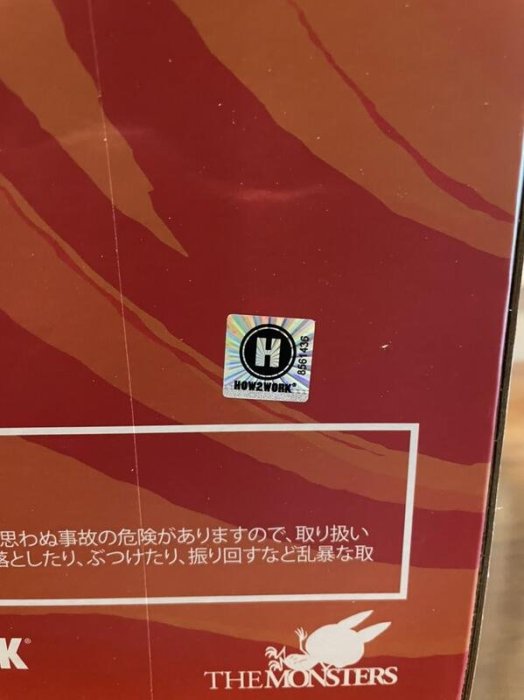 H
HOW2WORK®
8561436
思わぬ事故の危険がありますので、取り扱い
落としたり、ぶつけたり、振り回すなど乱暴な取
RK®
THE MONSTERS